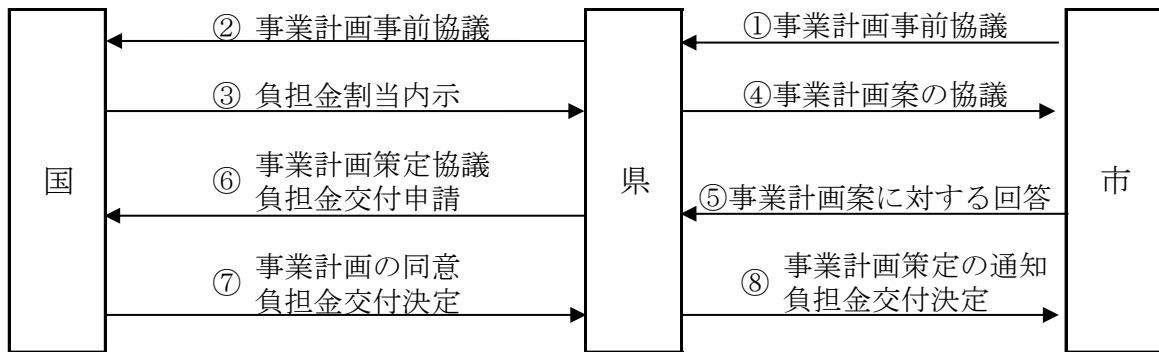 ② 事業計画事前協議
①事業計画事前協議
③ 負担金割当内示
④事業計画案の協議
国
⑥ 事業計画策定協議
負担金交付申請
県
⑤事業計画案に対する回答
市
⑦ 事業計画の同意
負担金交付決定
⑧ 事業計画策定の通知
負担金交付決定